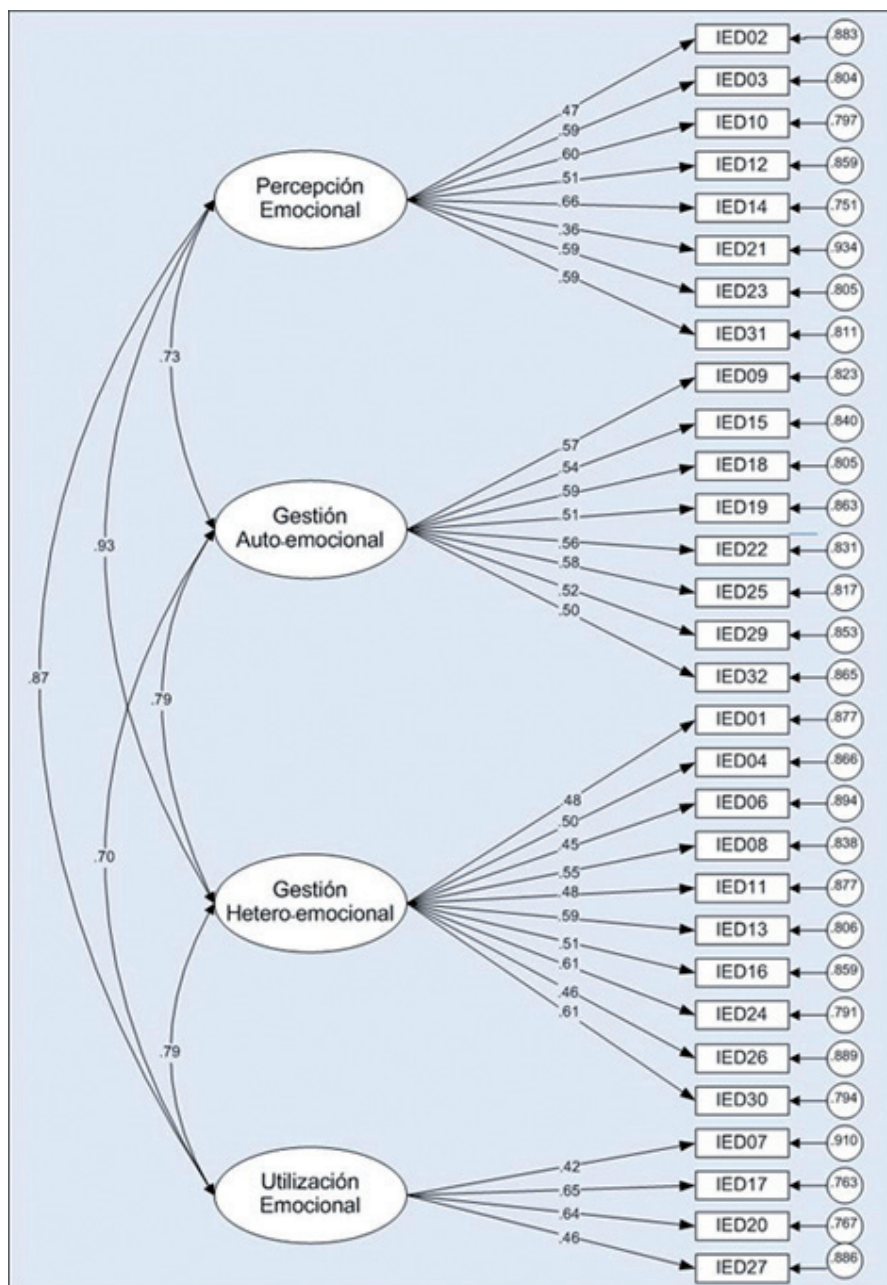 IED02
.883
IED03
.804
.47
IED10
.797
.59
.60
IED12
.859
Percepción
Emocional
.51
.66
IED14
.751
.36
IED21
.934
.59
.59
IED23
.805
IED31
.811
.73
IED09
.823
IED15
.840
.57
.54
IED18
.805
.59
IED19
.863
Gestión
Auto-emocional
.51
.93
.56
IED22
.831
.58
IED25
.817
.52
.50
IED29
.853
.87
IED32
.865
.79
IED01
.877
IED04
.866
.48
IED06
.894
.50
.45
IED08
.838
.70
.55
Gestión
Hetero-emocional
.48
IED11
.877
.59
IED13
.806
.51
.61
IED16
.859
.46
.61
IED24
.791
.79
IED26
.889
IED30
.794
IED07
.910
.42
Utilización
Emocional
.65
IED17
.763
.64
IED20
.767
.46
IED27
.886